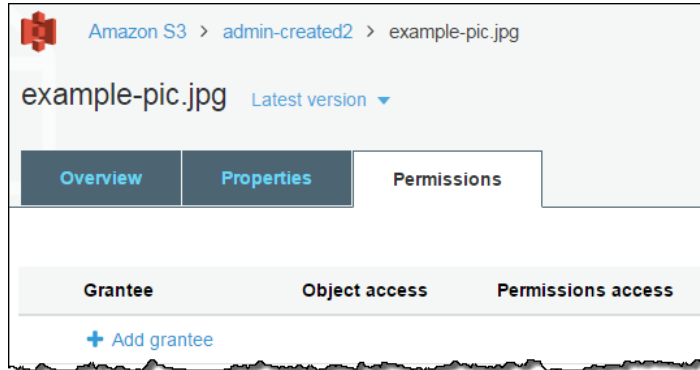 Amazon S3 > admin-created2 > example-pic.jpg
example-pic.jpg Latest version
Overview Properties Permissions
Grantee Object access Permissions access
+ Add grantee